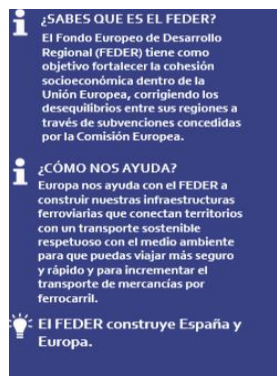 ¿SABES QUE ES EL FEDER?
El Fondo Europeo de Desarrollo
Regional (FEDER) tiene como
objetivo fortalecer la cohesión
socioeconómica dentro de la
Unión Europea, corrigiendo los
desequilibrios entre sus regiones a
través de subvenciones concedidas
por la Comisión Europea.
¿CÓMO NOS AYUDA?
Europa nos ayuda con el FEDER a
construir nuestras infraestructuras
ferroviarias que conectan territorios
con un transporte sostenible
respetuoso con el medio ambiente
para que puedas viajar más seguro
y rápido y para incrementar el
transporte de mercancías por
ferrocarril.
El FEDER construye España y
Europa.